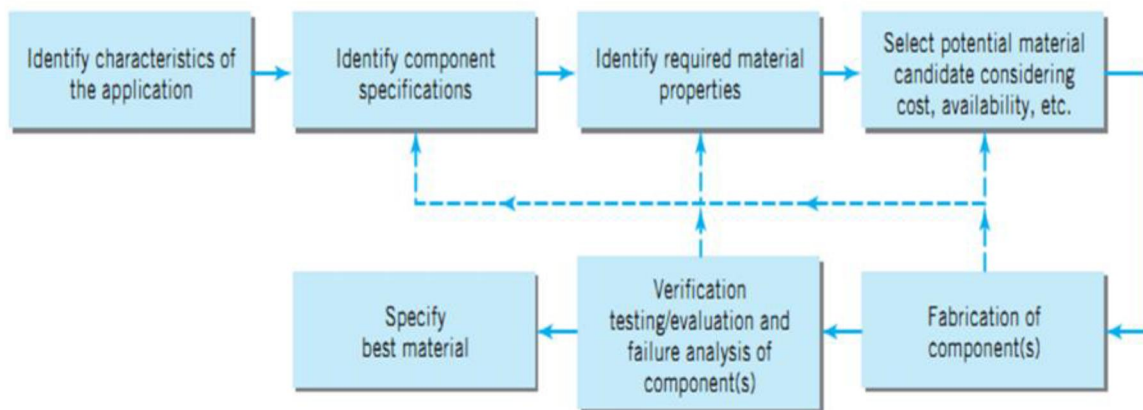 Identify characteristics of
the application
Identify component
specifications
Identify required material
properties
Select potential material
candidate considering
cost, availability, etc.
Specify
best material
Verification
testing/evaluation and
failure analysis of
component(s)
Fabrication of
component(s)